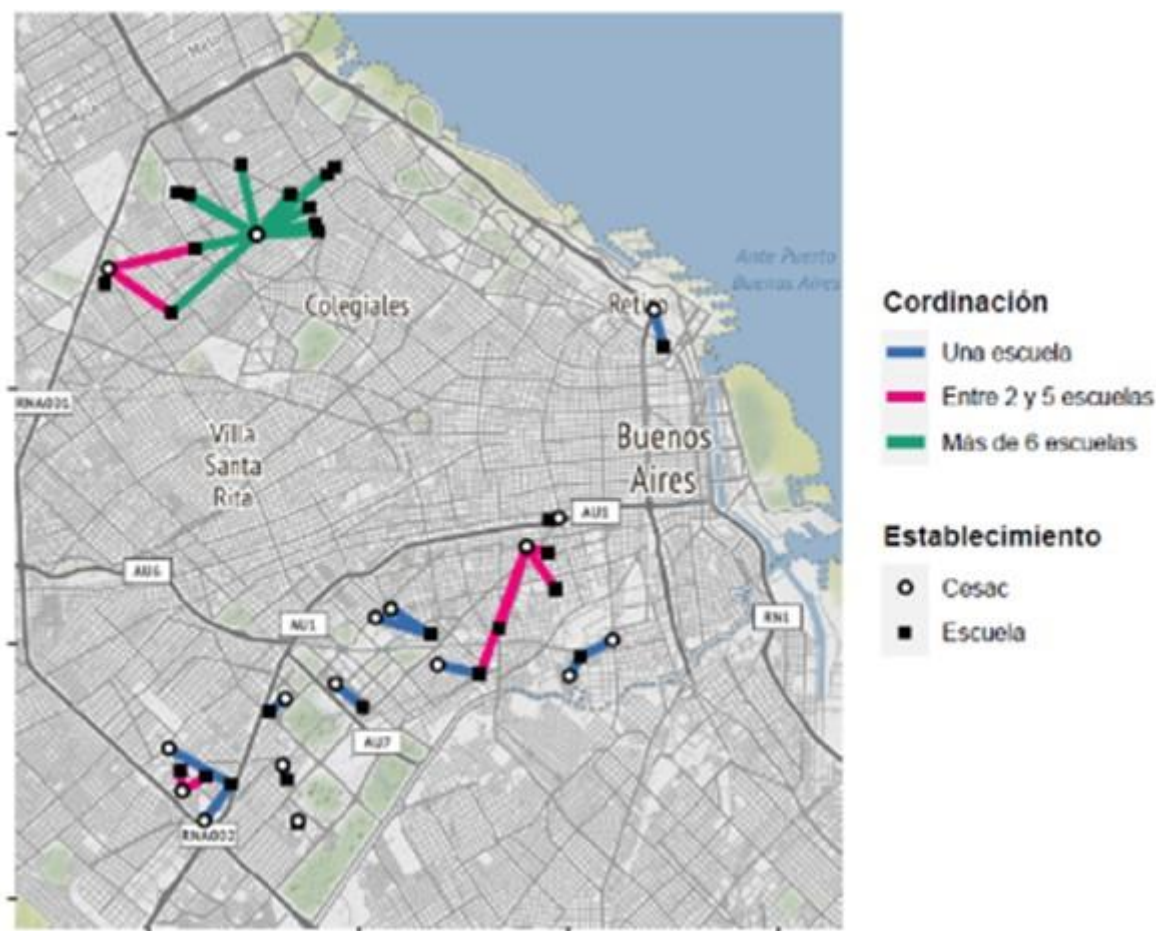 Ante Puerto
Buenos Aires
Colegiales
Retiro
RNA001
Villa
Santa
Rita
Buenos
Aires
AU1
AU6
AU1
RN1
AU7
RNA002
Cordinación
Una escuela
Entre 2 y 5 escuelas
Más de 6 escuelas
Establecimiento
Cesac
Escuela